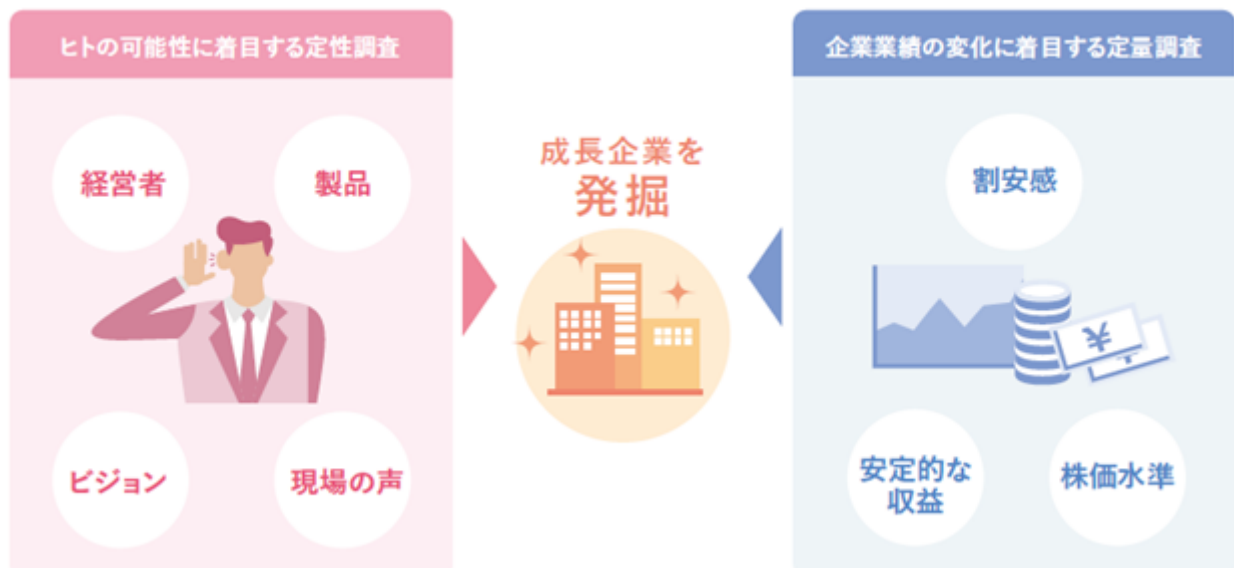 ヒトの可能性に着目する定性調査
経営者
製品
ビジョン
現場の声
成長企業を
発掘
企業業績の変化に着目する定量調査
割安感
¥
安定的な
収益
株価水準